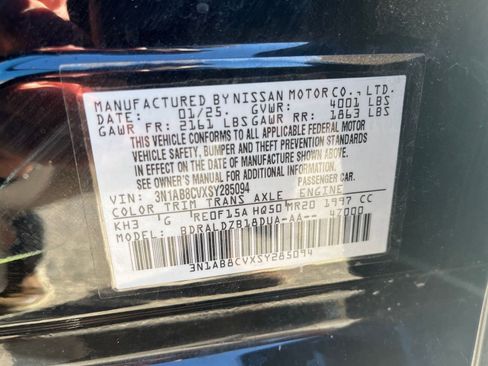 MANUFACTURED BY NISSAN MOTOR CO., LTD.
DATE: 01/25. GVWR: 4001 LBS
GAWR FR: 2161 LBS GAWR RR: 1863 LBS
THIS VEHICLE CONFORMS TO ALL APPLICABLE FEDERAL MOTOR
VEHICLE SAFETY, BUMPER AND THEFT PREVENTION STANDARDS
IN EFFECT ON THE DATE OF MANUFACTURE SHOWN ABOVE.
SEE OWNER'S MANUAL FOR ADDITIONAL INFORMATION.
VIN: 3N1AB8CVXSY285094 PASSENGER CAR.
COLOR TRIM TRANS AXLE ENGINE
KH3 G RE0F15A HQ50 MR20 1997 CC
MODEL: BDRALDZB18DUA-AA-- 47000
3N1AB8CVXSY285094